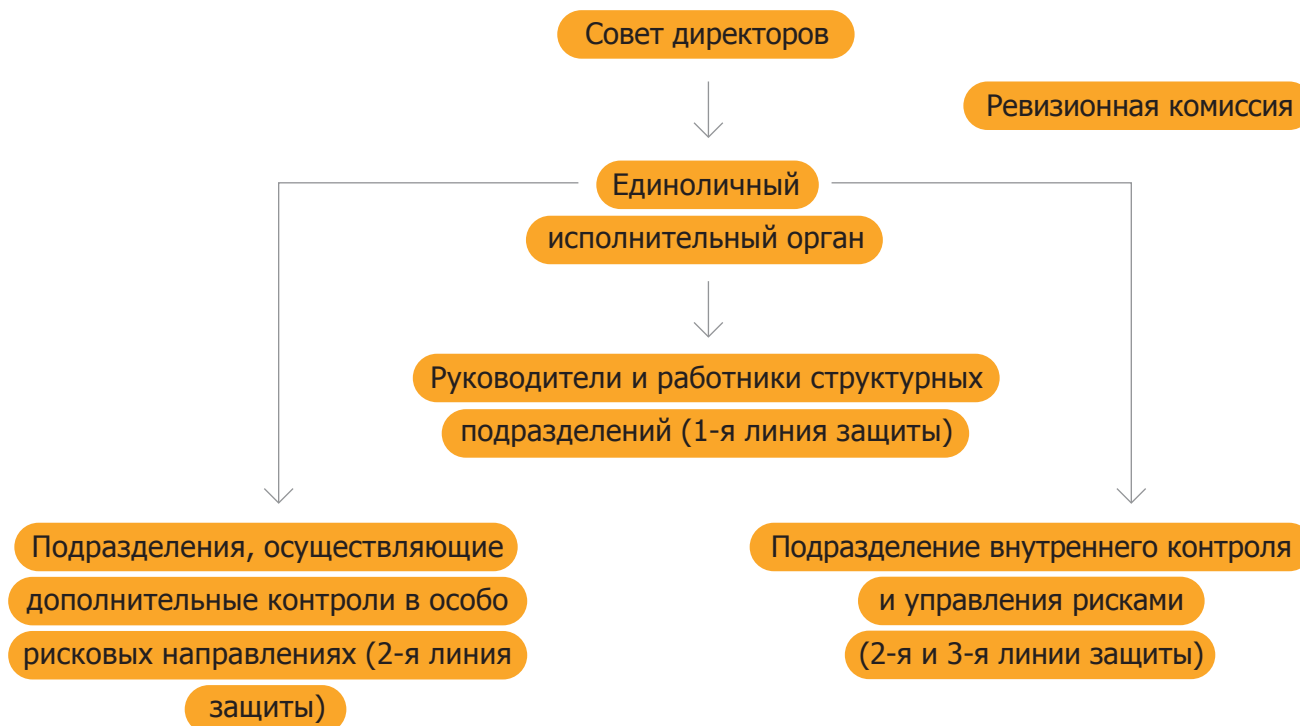 Совет директоров
Ревизионная комиссия
Единоличный
исполнительный орган
Руководители и работники структурных
подразделений (1-я линия защиты)
Подразделения, осуществляющие
дополнительные контроли в особо
рисковых направлениях (2-я линия
защиты)
Подразделение внутреннего контроля
и управления рисками
(2-я и 3-я линии защиты)